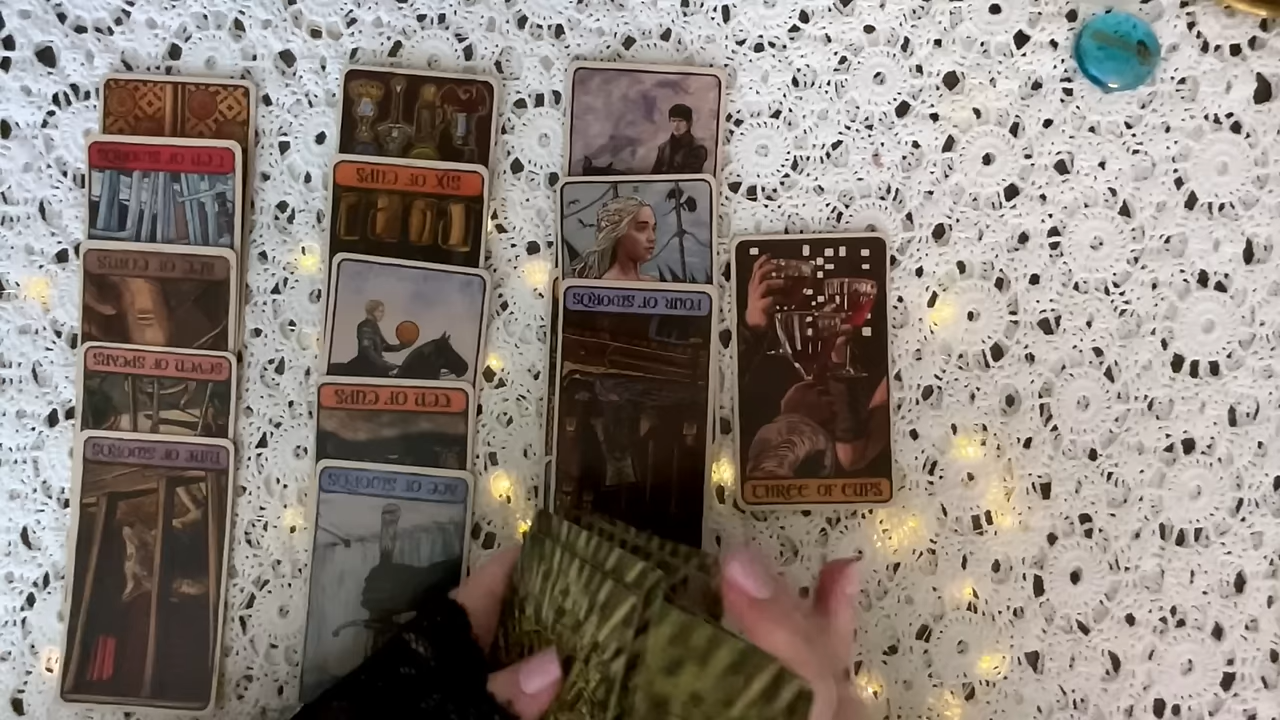 TEN OF SWORDS
ACE OF COINS
SEVEN OF SPEARS
NINE OF SWORDS
SIX OF CUPS
TEN OF CUPS
ACE OF SWORDS
FOUR OF SWORDS
THREE OF CUPS